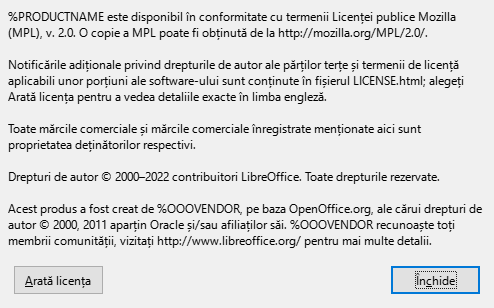 %PRODUCTNAME este disponibil în conformitate cu termenii Licenței publice Mozilla
(MPL), v. 2.0. O copie a MPL poate fi obținută de la http://mozilla.org/MPL/2.0/.
Notificările adiționale privind drepturile de autor ale părților terțe și termenii de licență
aplicabili unor porțiuni ale software-ului sunt conținute în fișierul LICENSE.html; alegeți
Arată licența pentru a vedea detaliile exacte în limba engleză.
Toate mărcile comerciale și mărcile comerciale înregistrate menționate aici sunt
proprietatea deținătorilor respectivi.
Drepturi de autor © 2000–2022 contribuitori LibreOffice. Toate drepturile rezervate.
Acest produs a fost creat de %OOOVENDOR, pe baza OpenOffice.org, ale cărui drepturi de
autor © 2000, 2011 aparțin Oracle și/sau afiliaților săi. %OOOVENDOR recunoaște toți
membrii comunității, vizitați http://www.libreoffice.org/ pentru mai multe detalii.
Arată licența
Închide